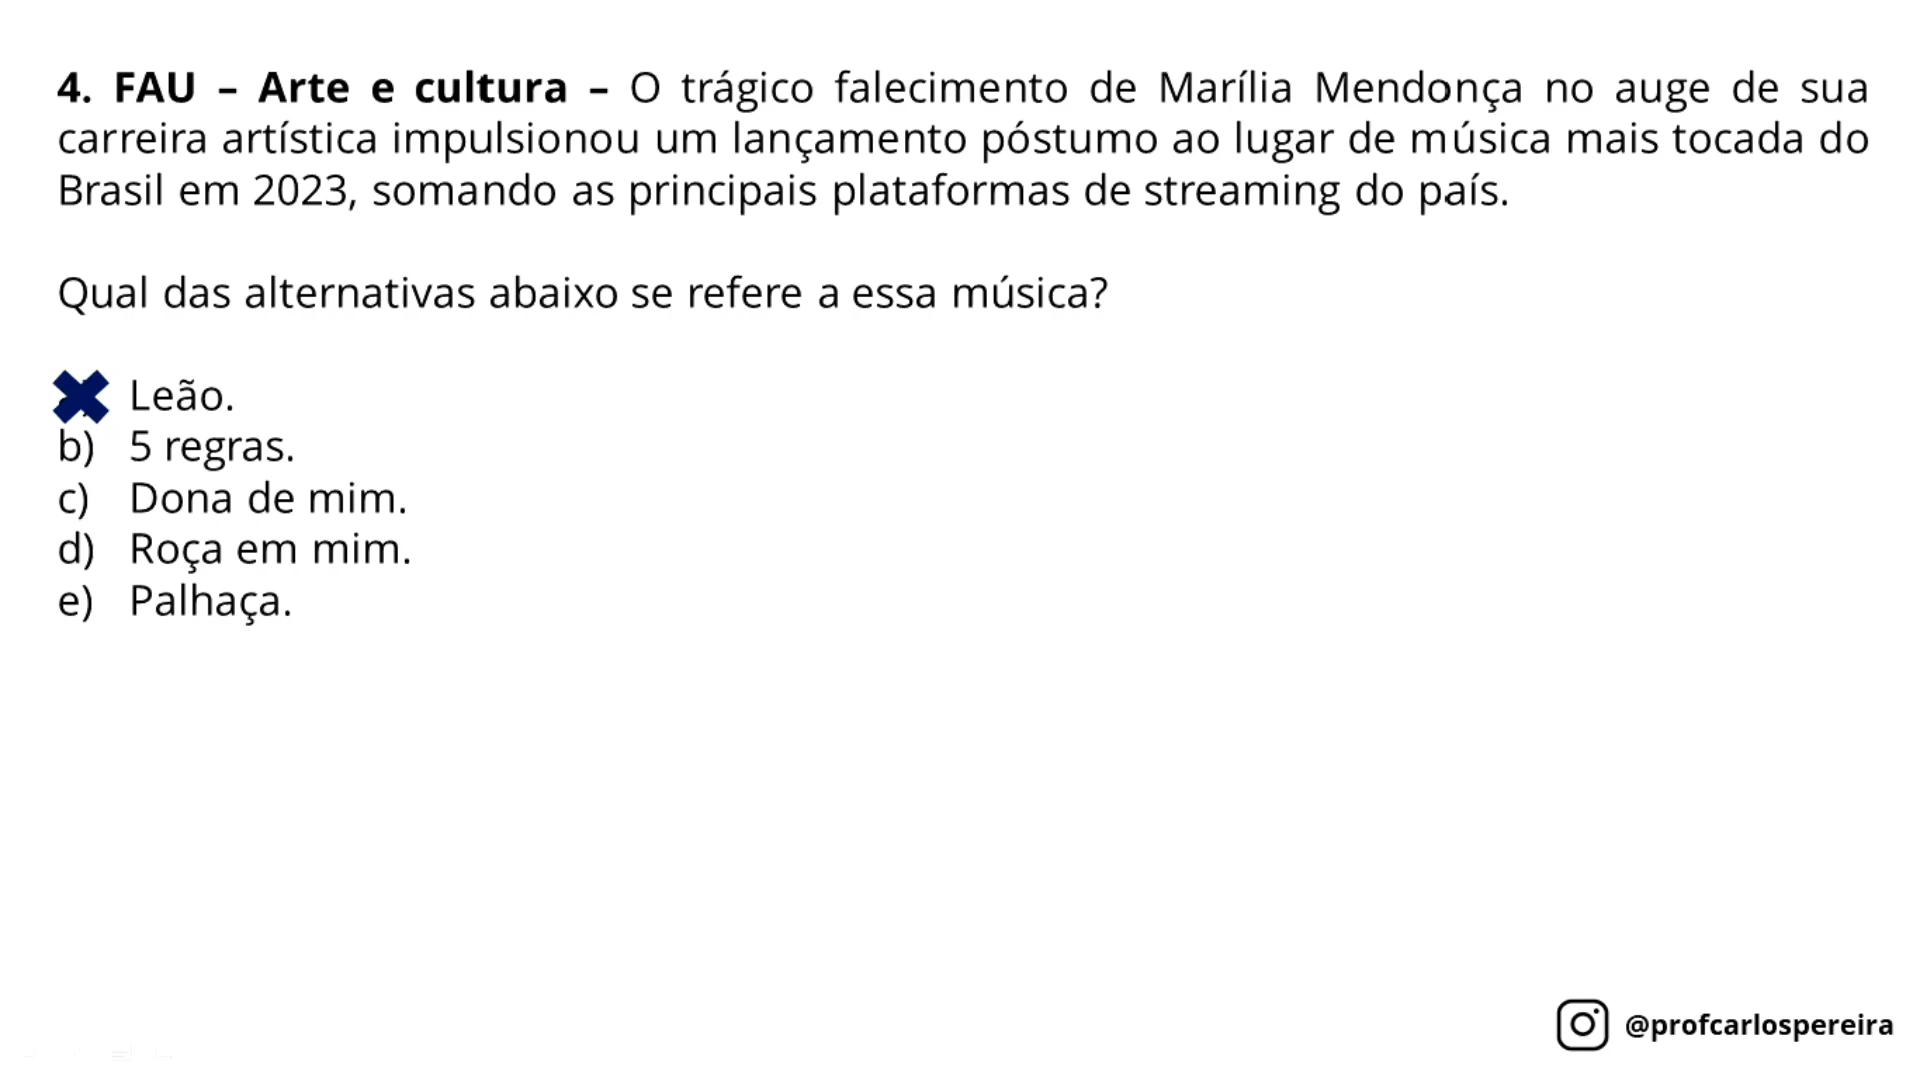 4. FAU – Arte e cultura – O trágico falecimento de Marília Mendonça no auge de sua
carreira artística impulsionou um lançamento póstumo ao lugar de música mais tocada do
Brasil em 2023, somando as principais plataformas de streaming do país.
Qual das alternativas abaixo se refere a essa música?
Leão.
b) 5 regras.
c) Dona de mim.
d) Roça em mim.
e) Palhaça.
@profcarlospereira